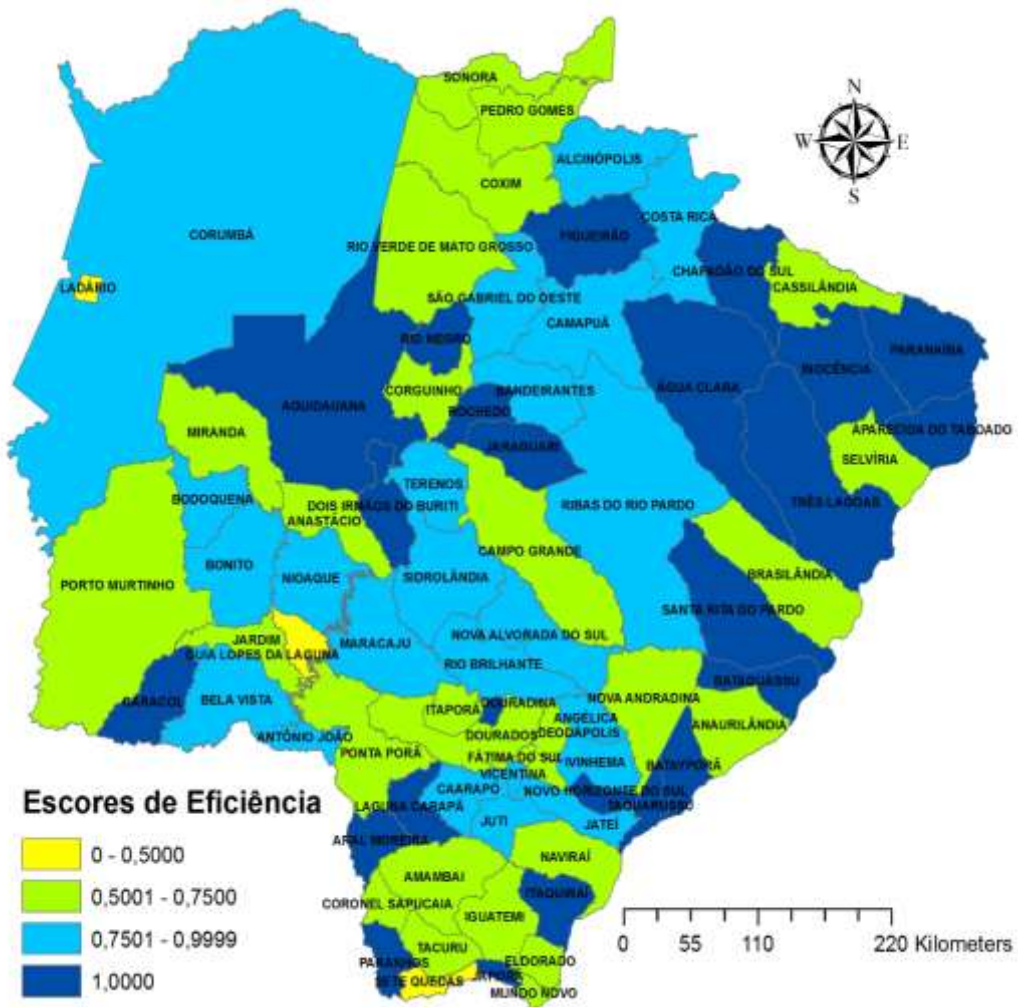 SONORA
PEDRO GOMES
N
W E
S
ALCINÓPOLIS
COXIM
COSTA RICA
CORUMBÁ
FIGUEIRÃO
RIO VERDE DE MATO GROSSO
CHAPADÃO DO SUL
CASSILÂNDIA
LADÁRIO
SÃO GABRIEL DO OESTE
CAMAPUÃ
RIO NEGRO
PARANAÍBA
INOCÊNCIA
CORGUINHO
BANDEIRANTES
ÁGUA CLARA
AQUIDAUANA
ROCHEDO
MIRANDA
JARAGUARI
APARECIDA DO TABOADO
SELVÍRIA
TERENOS
BODOQUENA
DOIS IRMÃOS DO BURITI
RIBAS DO RIO PARDO
TRÊS LAGOAS
ANASTÁCIO
CAMPO GRANDE
BONITO
NIOAQUE
SIDROLÂNDIA
BRASILÂNDIA
PORTO MURTINHO
SANTA RITA DO PARDO
JARDIM
MARACAJU
NOVA ALVORADA DO SUL
GUIA LOPES DA LAGUNA
RIO BRILHANTE
BATAGUASSU
CARACOL
BELA VISTA
DOURADINA
NOVA ANDRADINA
ITAPORÃ
ANGÉLICA
ANAURILÂNDIA
ANTÔNIO JOÃO
DOURADOS
DEODÁPOLIS
PONTA PORÃ
FÁTIMA DO SUL
IVINHEMA
BATAYPORÃ
VICENTINA
CAARAPÓ
NOVO HORIZONTE DO SUL
LAGUNA CARAPÃ
TAQUARUSSU
JUTI
JATEÍ
ARAL MOREIRA
NAVIRAÍ
AMAMBAI
ITAQUIRAÍ
CORONEL SAPUCAIA
IGUATEMI
TACURU
PARANHOS
ELDORADO
SETE QUEDAS
JAPORÃ
MUNDO NOVO
Escores de Eficiência
0 - 0,5000
0,5001 - 0,7500
0,7501 - 0,9999
1,0000
0 55 110 220 Kilometers